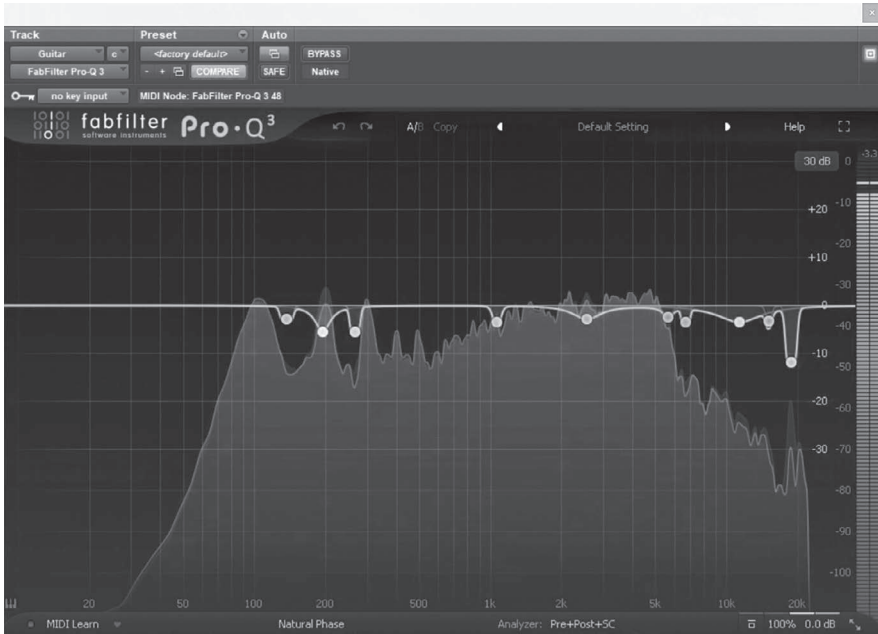 Track Preset Auto
Guitar c <factory default> BYPASS
FabFilter Pro-Q 3 - + COMPARE SAFE Native
no key input MIDI Node: FabFilter Pro-Q 3 48
fabfilter
software instruments
Pro·Q3
A/B Copy Default Setting Help
30 dB 0 -3.3
+20 -10
-20
+10
-30
0
-40
-10
-50
-20
-60
-30 -70
-80
-90
-100
20 50 100 200 500 1k 2k 5k 10k 20k
MIDI Learn Natural Phase Analyzer: Pre+Post+SC 100% 0.0 dB